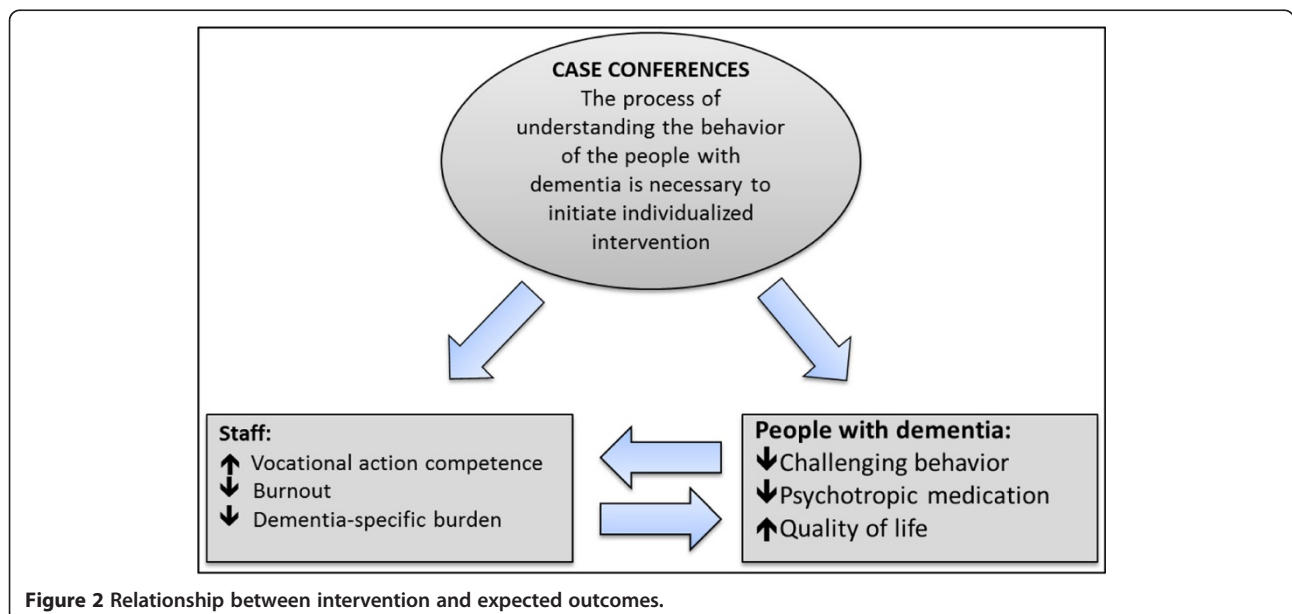 CASE CONFERENCES
The process of
understanding the behavior
of the people with
dementia is necessary to
initiate individualized
intervention
Staff:
↑ Vocational action competence
↓ Burnout
↓ Dementia-specific burden
People with dementia:
↓Challenging behavior
↓Psychotropic medication
↑Quality of life
Figure 2 Relationship between intervention and expected outcomes.